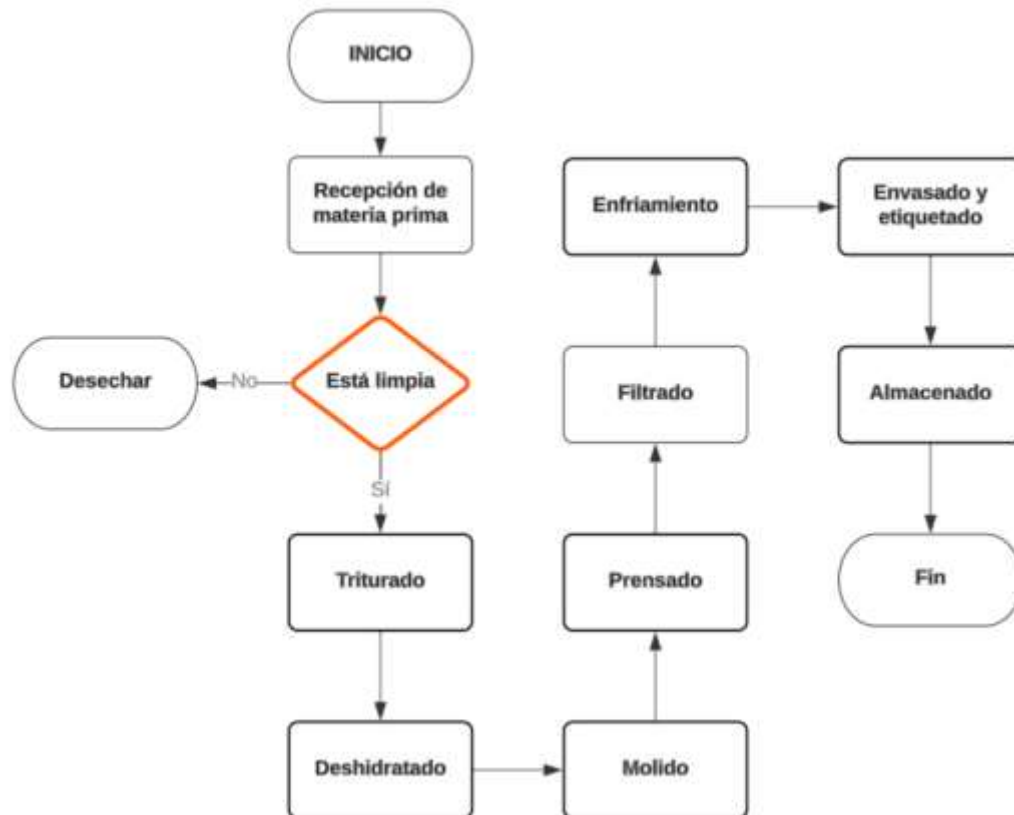 INICIO
Recepción de
materia prima
Está limpia
No
Desechar
Sí
Triturado
Deshidratado
Molido
Prensado
Filtrado
Enfriamiento
Envasado y
etiquetado
Almacenado
Fin